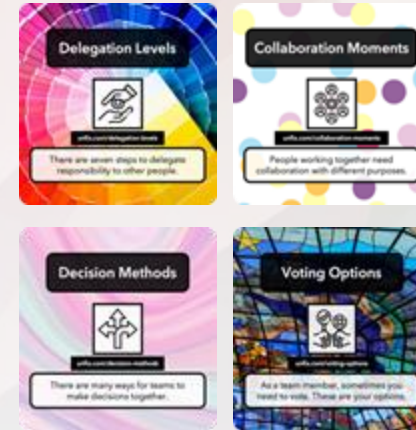 Delegation Levels
unfix.com/delegation-levels
There are seven steps to delegate
responsibility to other people.
Collaboration Moments
unfix.com/collaboration-moments
People working together need
collaboration with different purposes.
Decision Methods
unfix.com/decision-methods
There are many ways for teams to
make decisions together.
Voting Options
unfix.com/voting-options
As a team member, sometimes you
need to vote. These are your options.